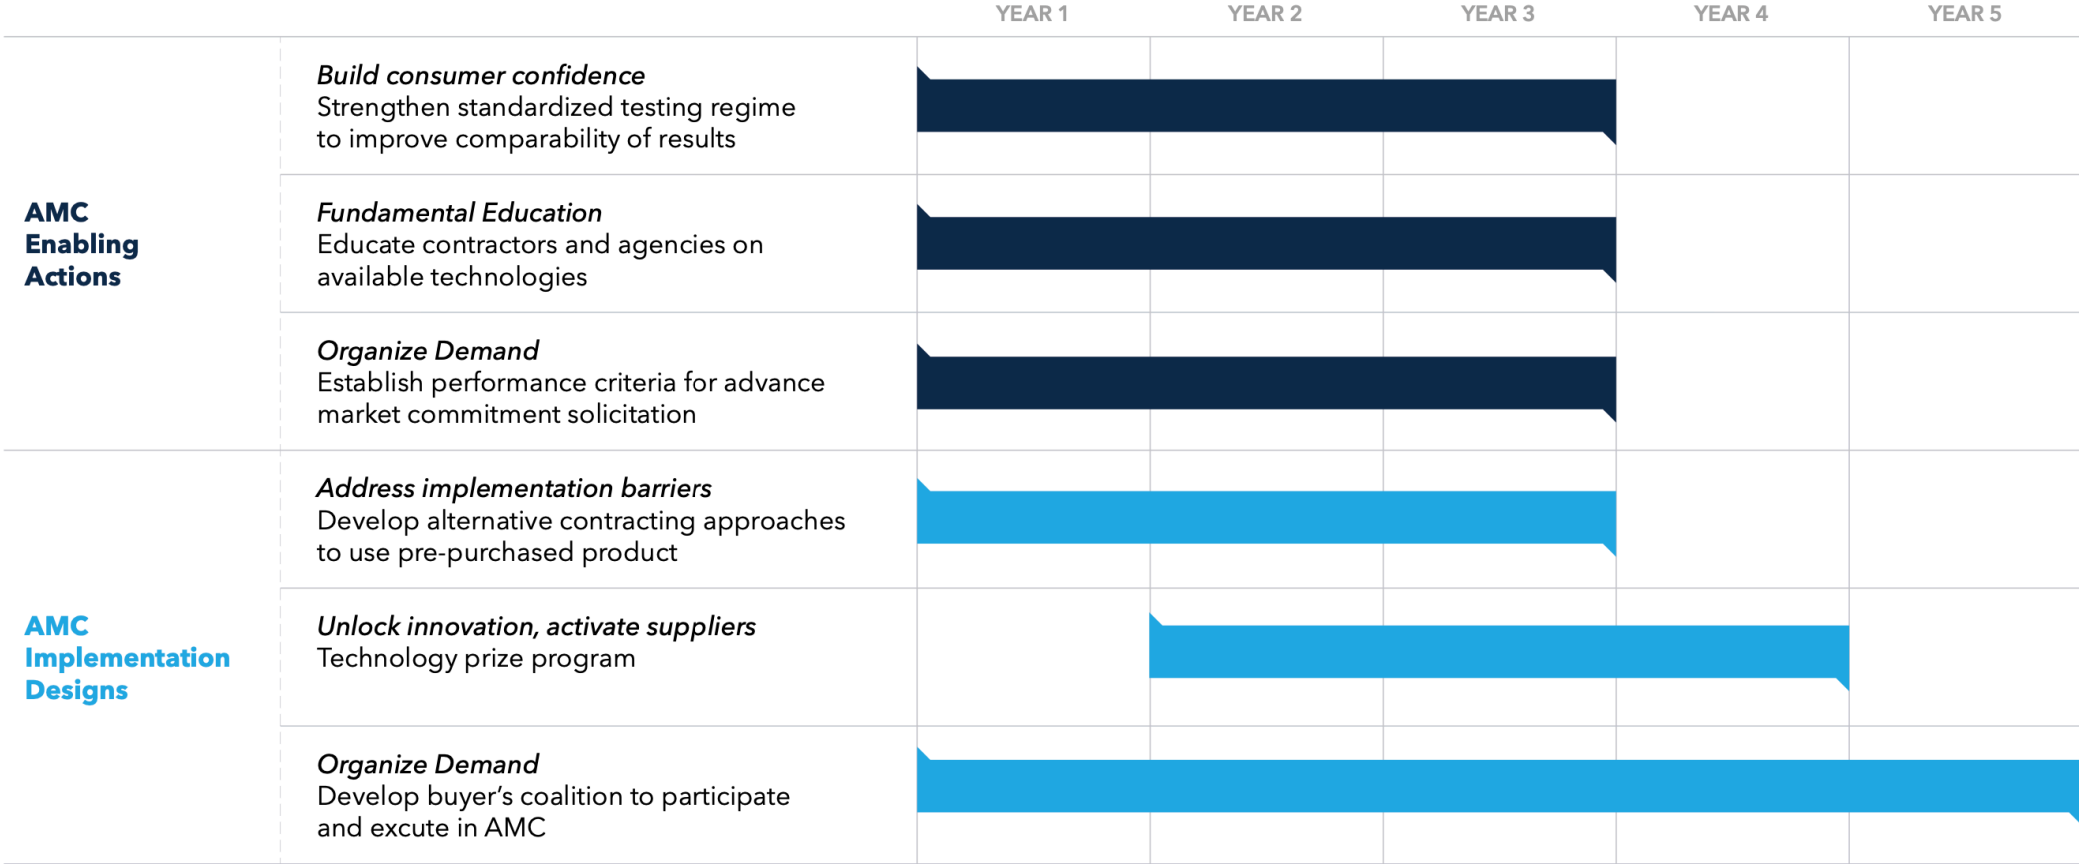 YEAR 1 YEAR 2 YEAR 3 YEAR 4 YEAR 5
AMC
Enabling
Actions
Build consumer confidence
Strengthen standardized testing regime
to improve comparability of results
Fundamental Education
Educate contractors and agencies on
available technologies
Organize Demand
Establish performance criteria for advance
market commitment solicitation
AMC
Implementation
Designs
Address implementation barriers
Develop alternative contracting approaches
to use pre-purchased product
Unlock innovation, activate suppliers
Technology prize program
Organize Demand
Develop buyer’s coalition to participate
and excute in AMC